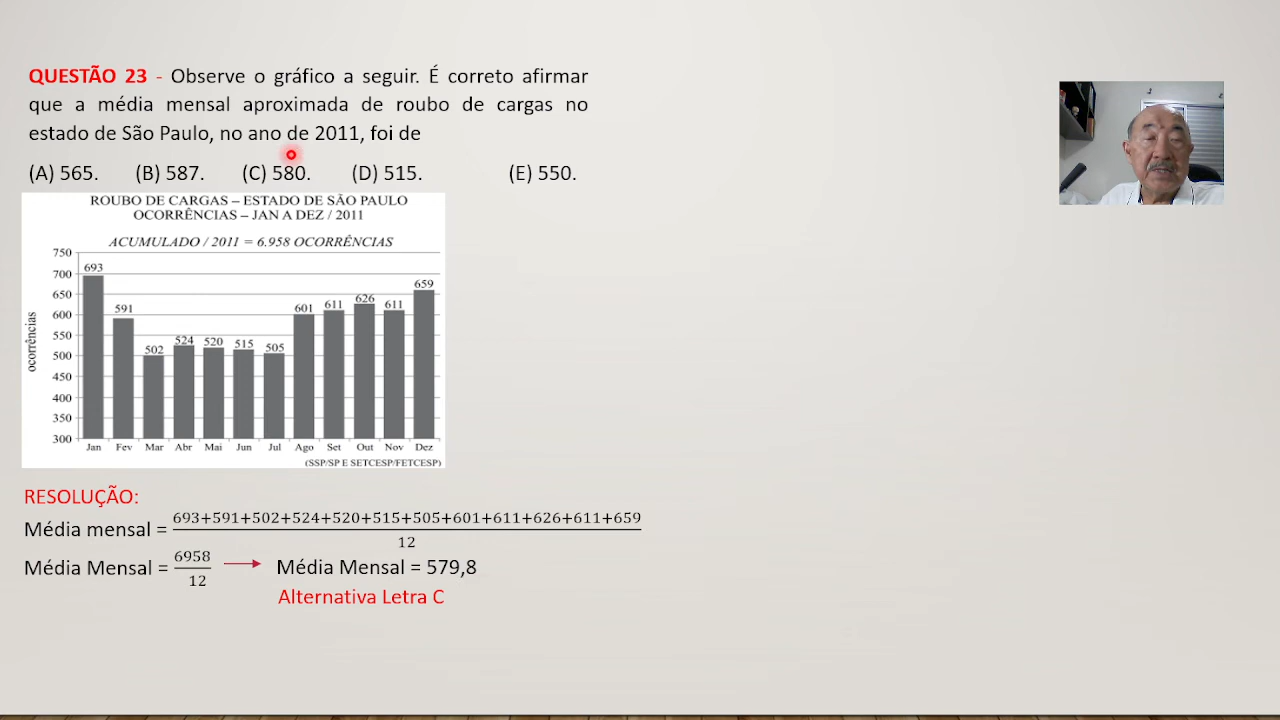 QUESTÃO 23 - Observe o gráfico a seguir. É correto afirmar
que a média mensal aproximada de roubo de cargas no
estado de São Paulo, no ano de 2011, foi de
(A) 565. (B) 587. (C) 580. (D) 515. (E) 550.
ROUBO DE CARGAS – ESTADO DE SÃO PAULO
OCORRÊNCIAS – JAN A DEZ / 2011
ACUMULADO / 2011 = 6.958 OCORRÊNCIAS
ocorrências
750
700
650
600
550
500
450
400
350
300
693 591 502 524 520 515 505 601 611 626 611 659
Jan Fev Mar Abr Mai Jun Jul Ago Set Out Nov Dez
(SSP/SP E SETCESP/FETCESP)
RESOLUÇÃO:
Média mensal = 693+591+502+524+520+515+505+601+611+626+611+659
12
Média Mensal = 6958 → Média Mensal = 579,8
12
Alternativa Letra C